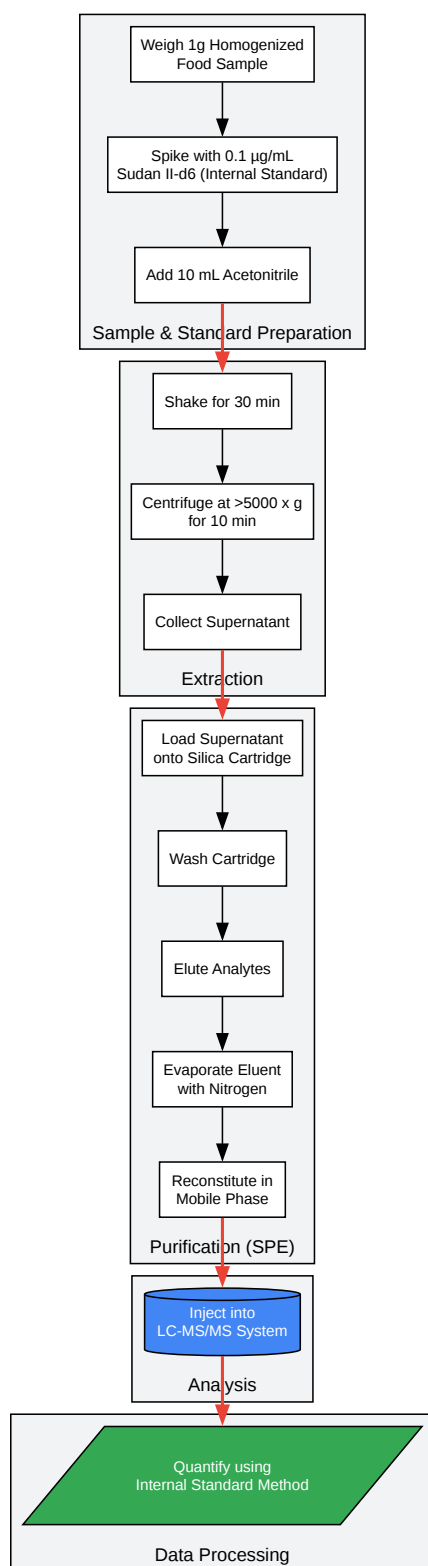 Weigh 1g Homogenized
Food Sample
Spike with 0.1 µg/mL
Sudan II-d6 (Internal Standard)
Add 10 mL Acetonitrile
Sample & Standard Preparation
Shake for 30 min
Centrifuge at >5000 x g
for 10 min
Collect Supernatant
Extraction
Load Supernatant
onto Silica Cartridge
Wash Cartridge
Elute Analytes
Evaporate Eluent
with Nitrogen
Reconstitute in
Mobile Phase
Purification (SPE)
Inject into
LC-MS/MS System
Analysis
Quantify using
Internal Standard Method
Data Processing